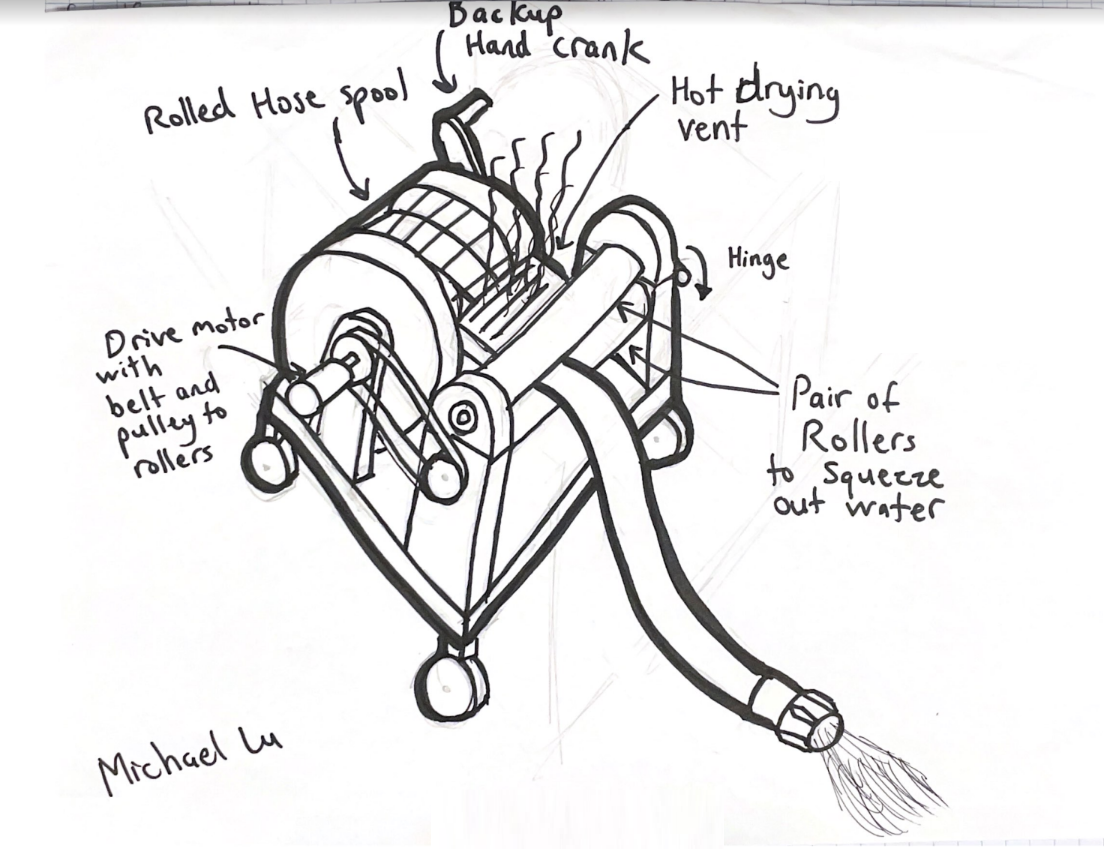 Backup
Hand crank
Rolled Hose spool
Hot drying
vent
Hinge
Drive motor
with
belt and
pulley to
rollers
Pair of
Rollers
to Squeeze
out water
Michael Lu